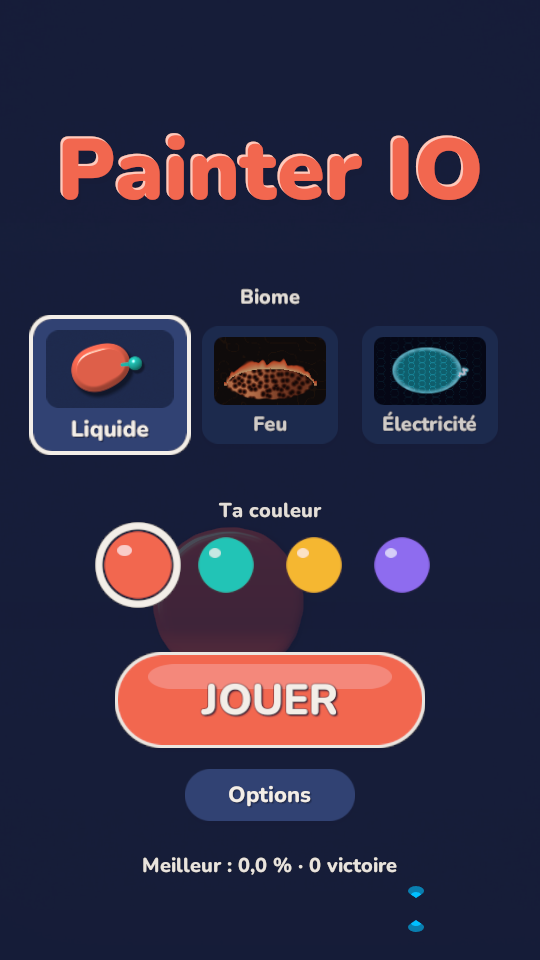 Painter IO
Biome
Liquide
Feu
Électricité
Ta couleur
JOUER
Options
Meilleur : 0,0 % · 0 victoire